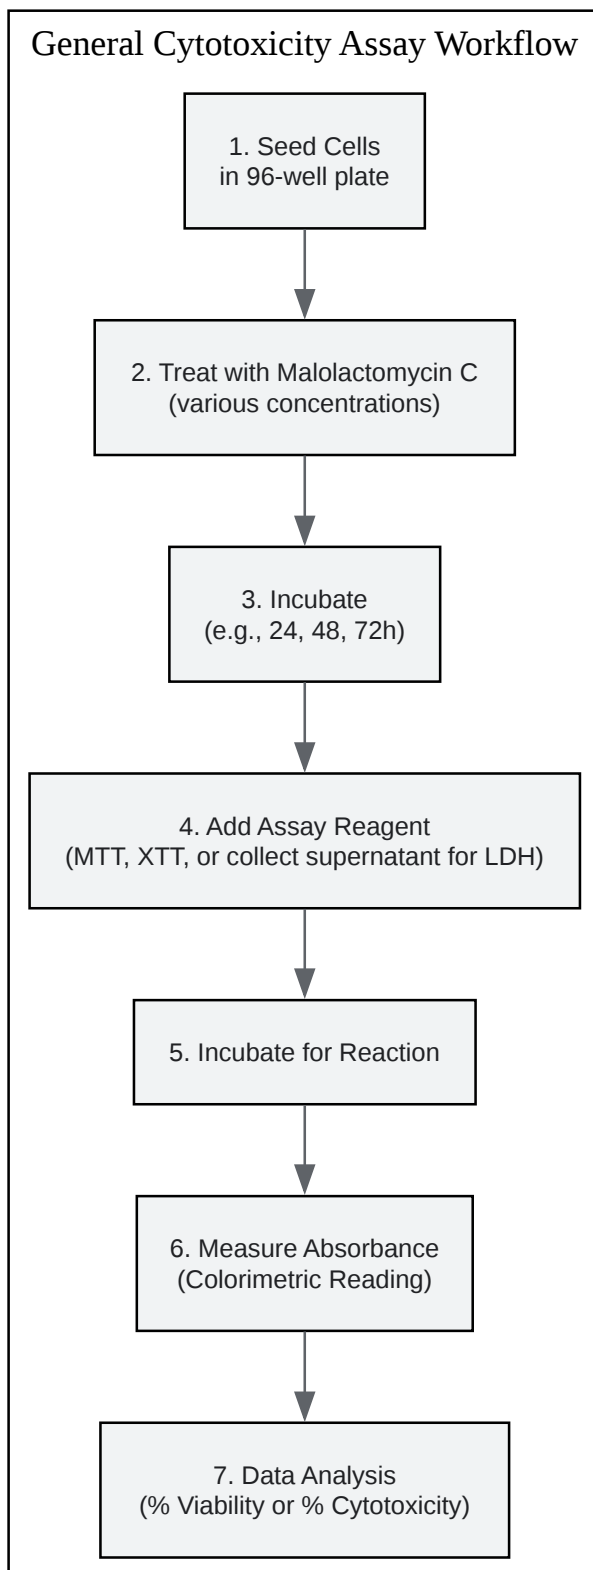 General Cytotoxicity Assay Workflow
1. Seed Cells
in 96-well plate
2. Treat with Malolactomycin C
(various concentrations)
3. Incubate
(e.g., 24, 48, 72h)
4. Add Assay Reagent
(MTT, XTT, or collect supernatant for LDH)
5. Incubate for Reaction
6. Measure Absorbance
(Colorimetric Reading)
7. Data Analysis
(% Viability or % Cytotoxicity)